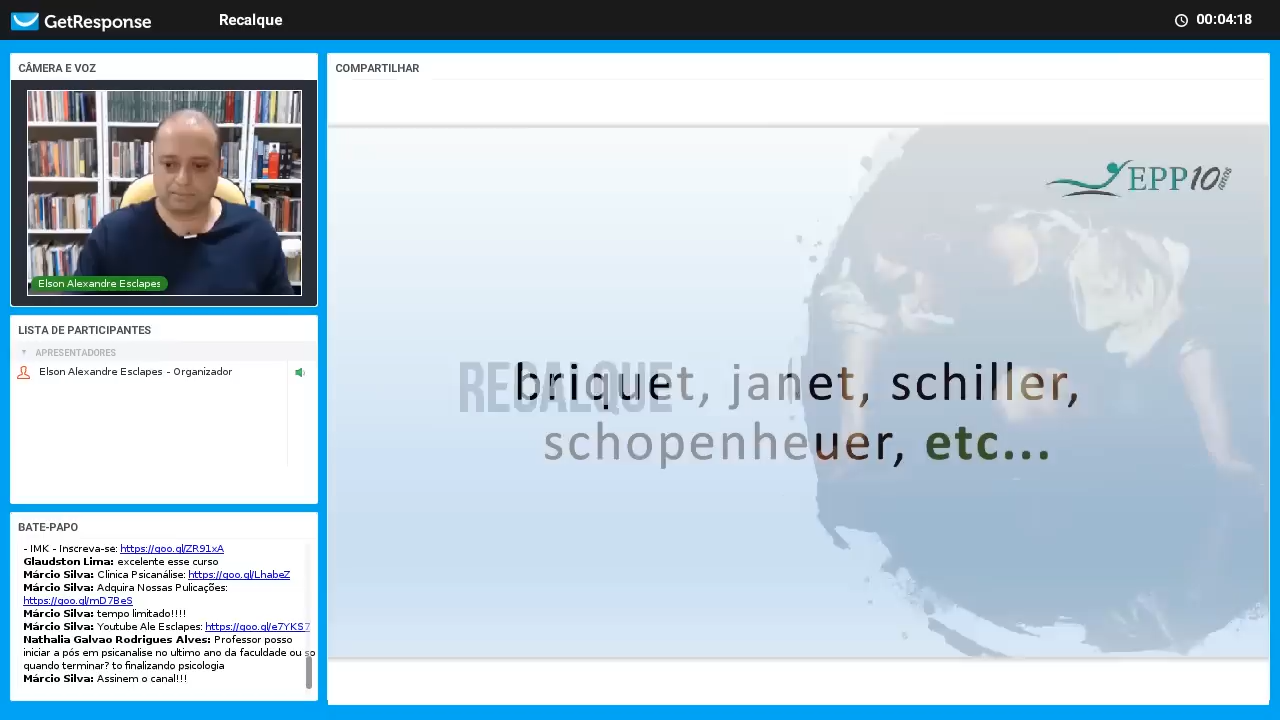 GetResponse
Recalque
00:04:18
CÂMERA E VOZ
Elson Alexandre Esclapes
LISTA DE PARTICIPANTES
APRESENTADORES
Elson Alexandre Esclapes - Organizador
BATE-PAPO
- IMK - Inscreva-se: https://goo.gl/ZR91xA
Glaudston Lima: excelente esse curso
Márcio Silva: Clinica Psicanálise: https://goo.gl/LhabeZ
Márcio Silva: Adquira Nossas Pulicações:
https://goo.gl/mD7BeS
Márcio Silva: tempo limitado!!!!
Márcio Silva: Youtube Ale Esclapes: https://goo.gl/e7YKS7
Nathalia Galvao Rodrigues Alves: Professor posso
iniciar a pós em psicanalise no ultimo ano da faculdade ou so
quando terminar? to finalizando psicologia
Márcio Silva: Assinem o canal!!!
COMPARTILHAR
EPP10
RECALQUE
briquet, janet, schiller,
schopenheuer, etc...